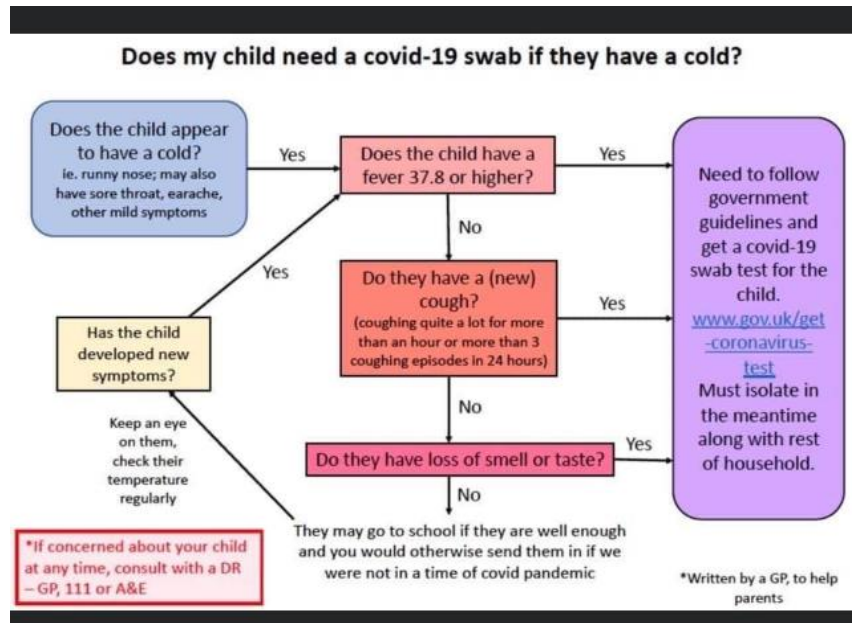 Does my child need a covid-19 swab if they have a cold?
Does the child appear
to have a cold?
ie. runny nose; may also
have sore throat, earache,
other mild symptoms
Yes
Does the child have a
fever 37.8 or higher?
Yes
No
Need to follow
government
guidelines and
get a covid-19
swab test for the
child.
www.gov.uk/get
-coronavirus-
test
Must isolate in
the meantime
along with rest
of household.
Yes
Do they have a (new)
cough?
(coughing quite a lot for more
than an hour or more than 3
coughing episodes in 24 hours)
Yes
No
Has the child
developed new
symptoms?
Keep an eye
on them,
check their
temperature
regularly
Do they have loss of smell or taste?
Yes
No
They may go to school if they are well enough
and you would otherwise send them in if we
were not in a time of covid pandemic
*If concerned about your child
at any time, consult with a DR
– GP, 111 or A&E
*Written by a GP, to help
parents